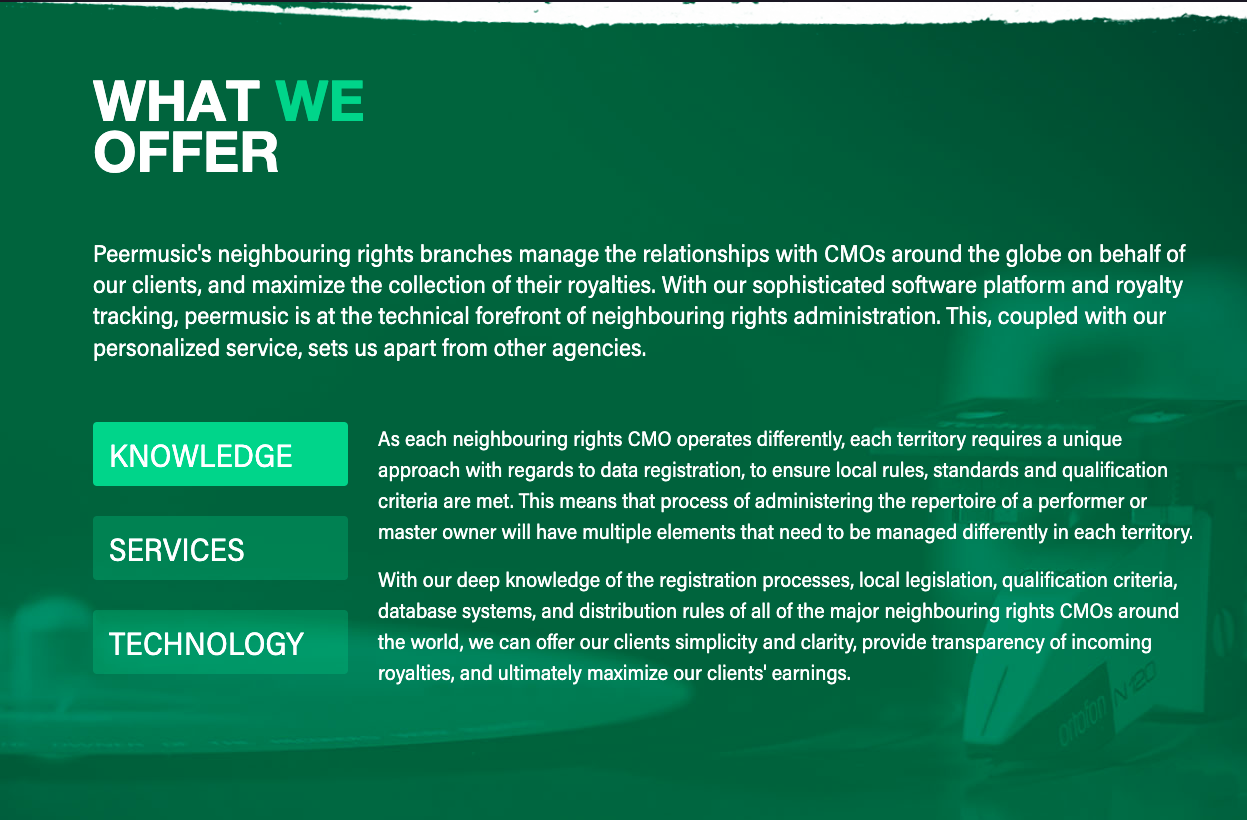 WHAT WE
OFFER
Peermusic's neighbouring rights branches manage the relationships with CMOs around the globe on behalf of
our clients, and maximize the collection of their royalties. With our sophisticated software platform and royalty
tracking, peermusic is at the technical forefront of neighbouring rights administration. This, coupled with our
personalized service, sets us apart from other agencies.
KNOWLEDGE
SERVICES
TECHNOLOGY
As each neighbouring rights CMO operates differently, each territory requires a unique
approach with regards to data registration, to ensure local rules, standards and qualification
criteria are met. This means that process of administering the repertoire of a performer or
master owner will have multiple elements that need to be managed differently in each territory.
With our deep knowledge of the registration processes, local legislation, qualification criteria,
database systems, and distribution rules of all of the major neighbouring rights CMOs around
the world, we can offer our clients simplicity and clarity, provide transparency of incoming
royalties, and ultimately maximize our clients' earnings.
ortofon
N120